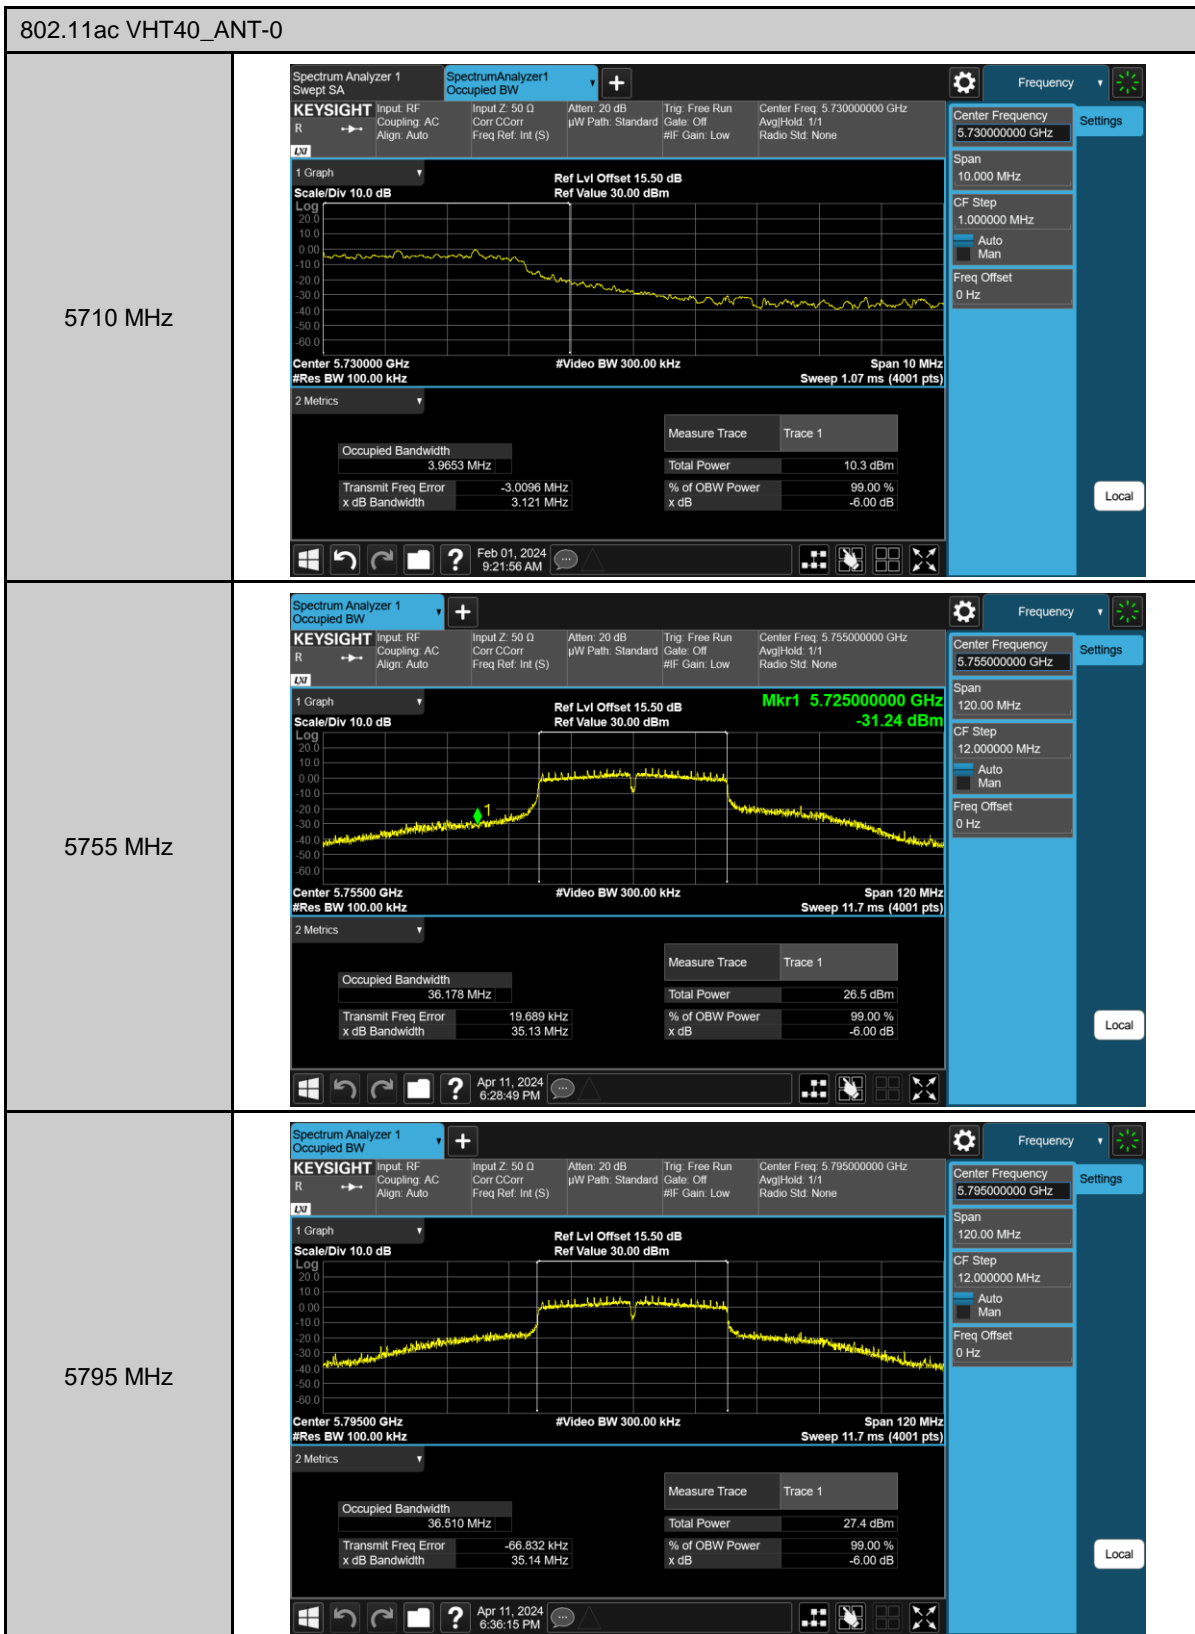 802.11ac VHT40_ANT-0
5710 MHz
Spectrum Analyzer 1
Swept SA
SpectrumAnalyzer1
Occupied BW
Frequency
KEYSIGHT
R
LXI
Input: RF
Coupling: AC
Align: Auto
Input Z: 50 Ω
Corr CCorr
Freq Ref: Int (S)
Atten: 20 dB
µW Path: Standard
Trig: Free Run
Gate: Off
#IF Gain: Low
Center Freq: 5.730000000 GHz
Avg|Hold: 1/1
Radio Std: None
Center Frequency
5.730000000 GHz
Settings
Span
10.000 MHz
CF Step
1.000000 MHz
Auto
Man
Freq Offset
0 Hz
Local
1 Graph
Scale/Div 10.0 dB
Ref Lvl Offset 15.50 dB
Ref Value 30.00 dBm
Log
20.0
10.0
0.00
-10.0
-20.0
-30.0
-40.0
-50.0
-60.0
Center 5.730000 GHz
#Res BW 100.00 kHz
#Video BW 300.00 kHz
Span 10 MHz
Sweep 1.07 ms (4001 pts)
2 Metrics
Measure Trace Trace 1
Occupied Bandwidth
3.9653 MHz
Total Power 10.3 dBm
Transmit Freq Error -3.0096 MHz
% of OBW Power 99.00 %
x dB Bandwidth 3.121 MHz
x dB -6.00 dB
?
Feb 01, 2024
9:21:56 AM
5755 MHz
Spectrum Analyzer 1
Occupied BW
Frequency
KEYSIGHT
R
LXI
Input: RF
Coupling: AC
Align: Auto
Input Z: 50 Ω
Corr CCorr
Freq Ref: Int (S)
Atten: 20 dB
µW Path: Standard
Trig: Free Run
Gate: Off
#IF Gain: Low
Center Freq: 5.755000000 GHz
Avg|Hold: 1/1
Radio Std: None
Center Frequency
5.755000000 GHz
Settings
Span
120.00 MHz
CF Step
12.000000 MHz
Auto
Man
Freq Offset
0 Hz
Local
1 Graph
Scale/Div 10.0 dB
Ref Lvl Offset 15.50 dB
Ref Value 30.00 dBm
Mkr1 5.725000000 GHz
-31.24 dBm
Log
20.0
10.0
0.00
-10.0
-20.0
-30.0
-40.0
-50.0
-60.0
1
Center 5.75500 GHz
#Res BW 100.00 kHz
#Video BW 300.00 kHz
Span 120 MHz
Sweep 11.7 ms (4001 pts)
2 Metrics
Measure Trace Trace 1
Occupied Bandwidth
36.178 MHz
Total Power 26.5 dBm
Transmit Freq Error 19.689 kHz
% of OBW Power 99.00 %
x dB Bandwidth 35.13 MHz
x dB -6.00 dB
?
Apr 11, 2024
6:28:49 PM
5795 MHz
Spectrum Analyzer 1
Occupied BW
Frequency
KEYSIGHT
R
LXI
Input: RF
Coupling: AC
Align: Auto
Input Z: 50 Ω
Corr CCorr
Freq Ref: Int (S)
Atten: 20 dB
µW Path: Standard
Trig: Free Run
Gate: Off
#IF Gain: Low
Center Freq: 5.795000000 GHz
Avg|Hold: 1/1
Radio Std: None
Center Frequency
5.795000000 GHz
Settings
Span
120.00 MHz
CF Step
12.000000 MHz
Auto
Man
Freq Offset
0 Hz
Local
1 Graph
Scale/Div 10.0 dB
Ref Lvl Offset 15.50 dB
Ref Value 30.00 dBm
Log
20.0
10.0
0.00
-10.0
-20.0
-30.0
-40.0
-50.0
-60.0
Center 5.79500 GHz
#Res BW 100.00 kHz
#Video BW 300.00 kHz
Span 120 MHz
Sweep 11.7 ms (4001 pts)
2 Metrics
Measure Trace Trace 1
Occupied Bandwidth
36.510 MHz
Total Power 27.4 dBm
Transmit Freq Error -66.832 kHz
% of OBW Power 99.00 %
x dB Bandwidth 35.14 MHz
x dB -6.00 dB
?
Apr 11, 2024
6:36:15 PM